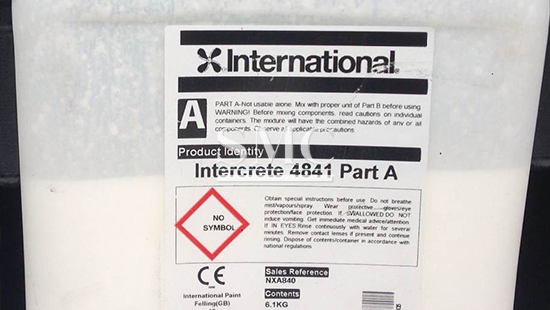 International®
A
PART A-Not usable alone. Mix with proper unit of Part B before using
WARNING! Before mixing components. read cautions on individual
containers. The mixture will have the combined hazards of any or all
components. Observe all applicable precautions
Product Identity
SMC
Intercrete 4841 Part A
NO
SYMBOL
Obtain special instructions before use. Do not breathe
mist/vapours/spray Wear protective gloves/eye
protection/face protection. If SWALLOWED:DO NOT
induce vomiting. Get immediate medical advice/attention.
If IN EYES:Rinse continuously with water for several
minutes. Remove contact lenses if present and continue
rinsing. Dispose of contents/container in accordance with
national regulations.
CE
International Paint
Felling(GB)
Sales Reference
NXA840
Contents
6.1KG